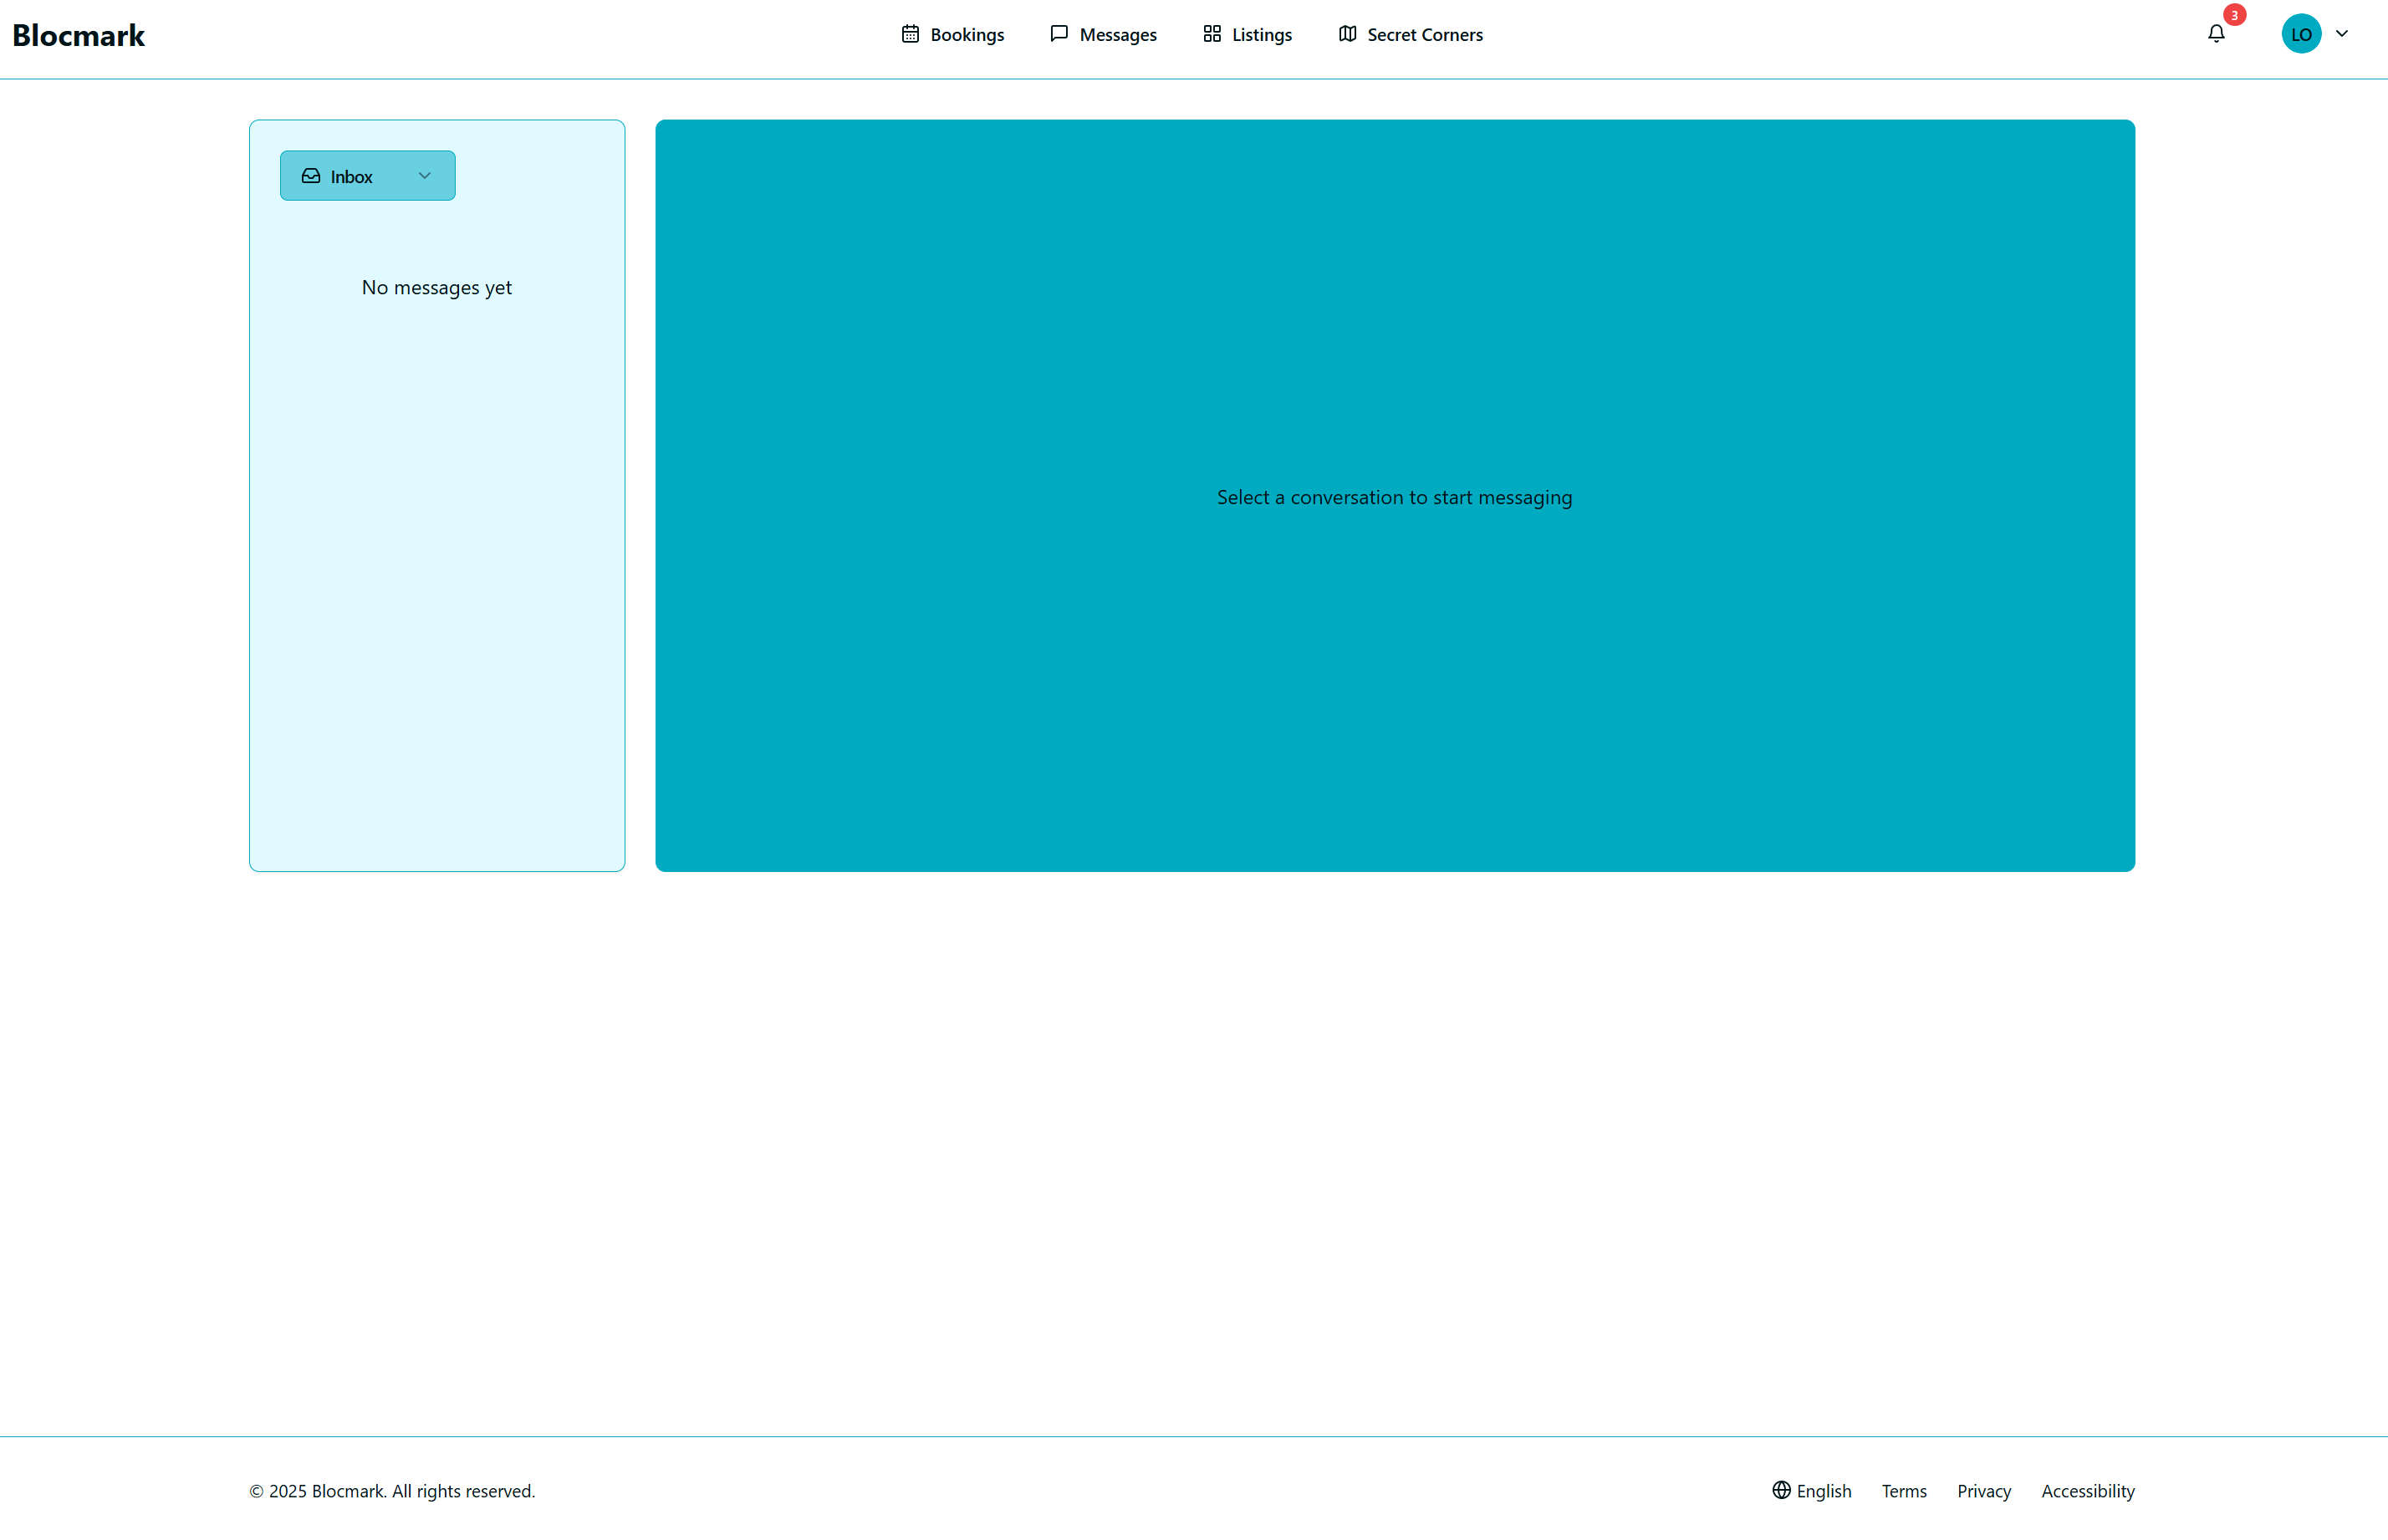 Blocmark
Bookings
Messages
Listings
Secret Corners
3
LO
Inbox
No messages yet
Select a conversation to start messaging
© 2025 Blocmark. All rights reserved.
English
Terms
Privacy
Accessibility